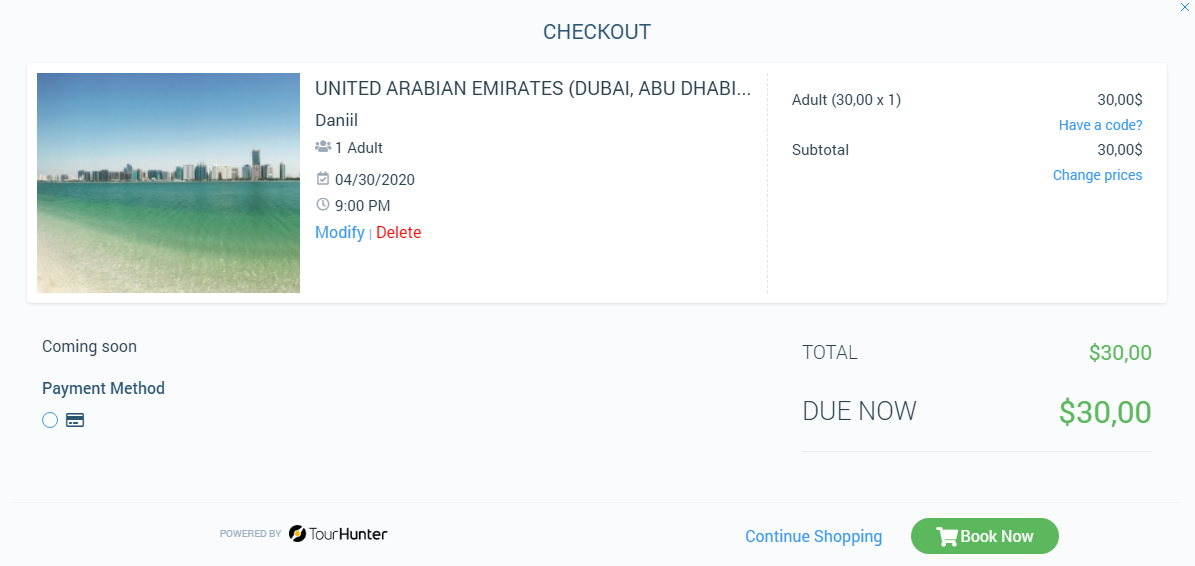 CHECKOUT
UNITED ARABIAN EMIRATES (DUBAI, ABU DHABI...
Daniil
1 Adult
04/30/2020
9:00 PM
Modify | Delete
Adult (30,00 x 1) 30,00$
Have a code?
Subtotal 30,00$
Change prices
Coming soon
Payment Method
TOTAL $30,00
DUE NOW $30,00
POWERED BY TourHunter
Continue Shopping
Book Now